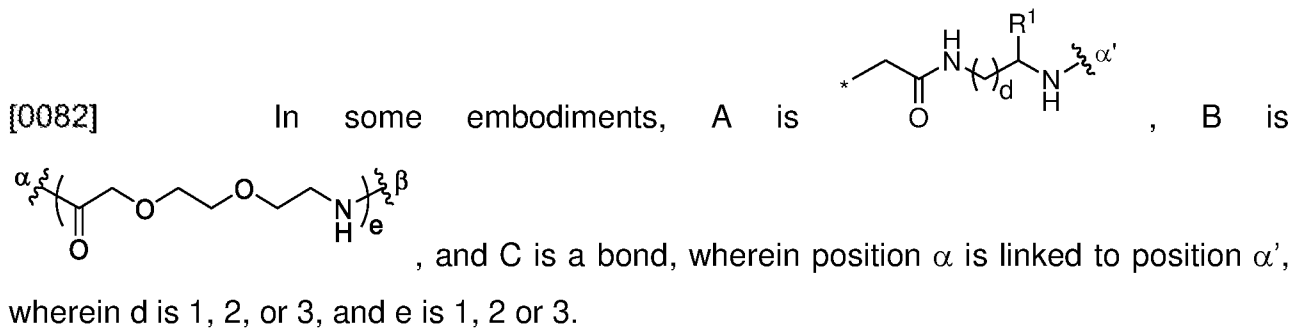 [0082] In some embodiments, A is * O H N ( ) d R¹ N H α' , B is
α ( O O O N H ) e β , and C is a bond, wherein position α is linked to position α',
wherein d is 1, 2, or 3, and e is 1, 2 or 3.